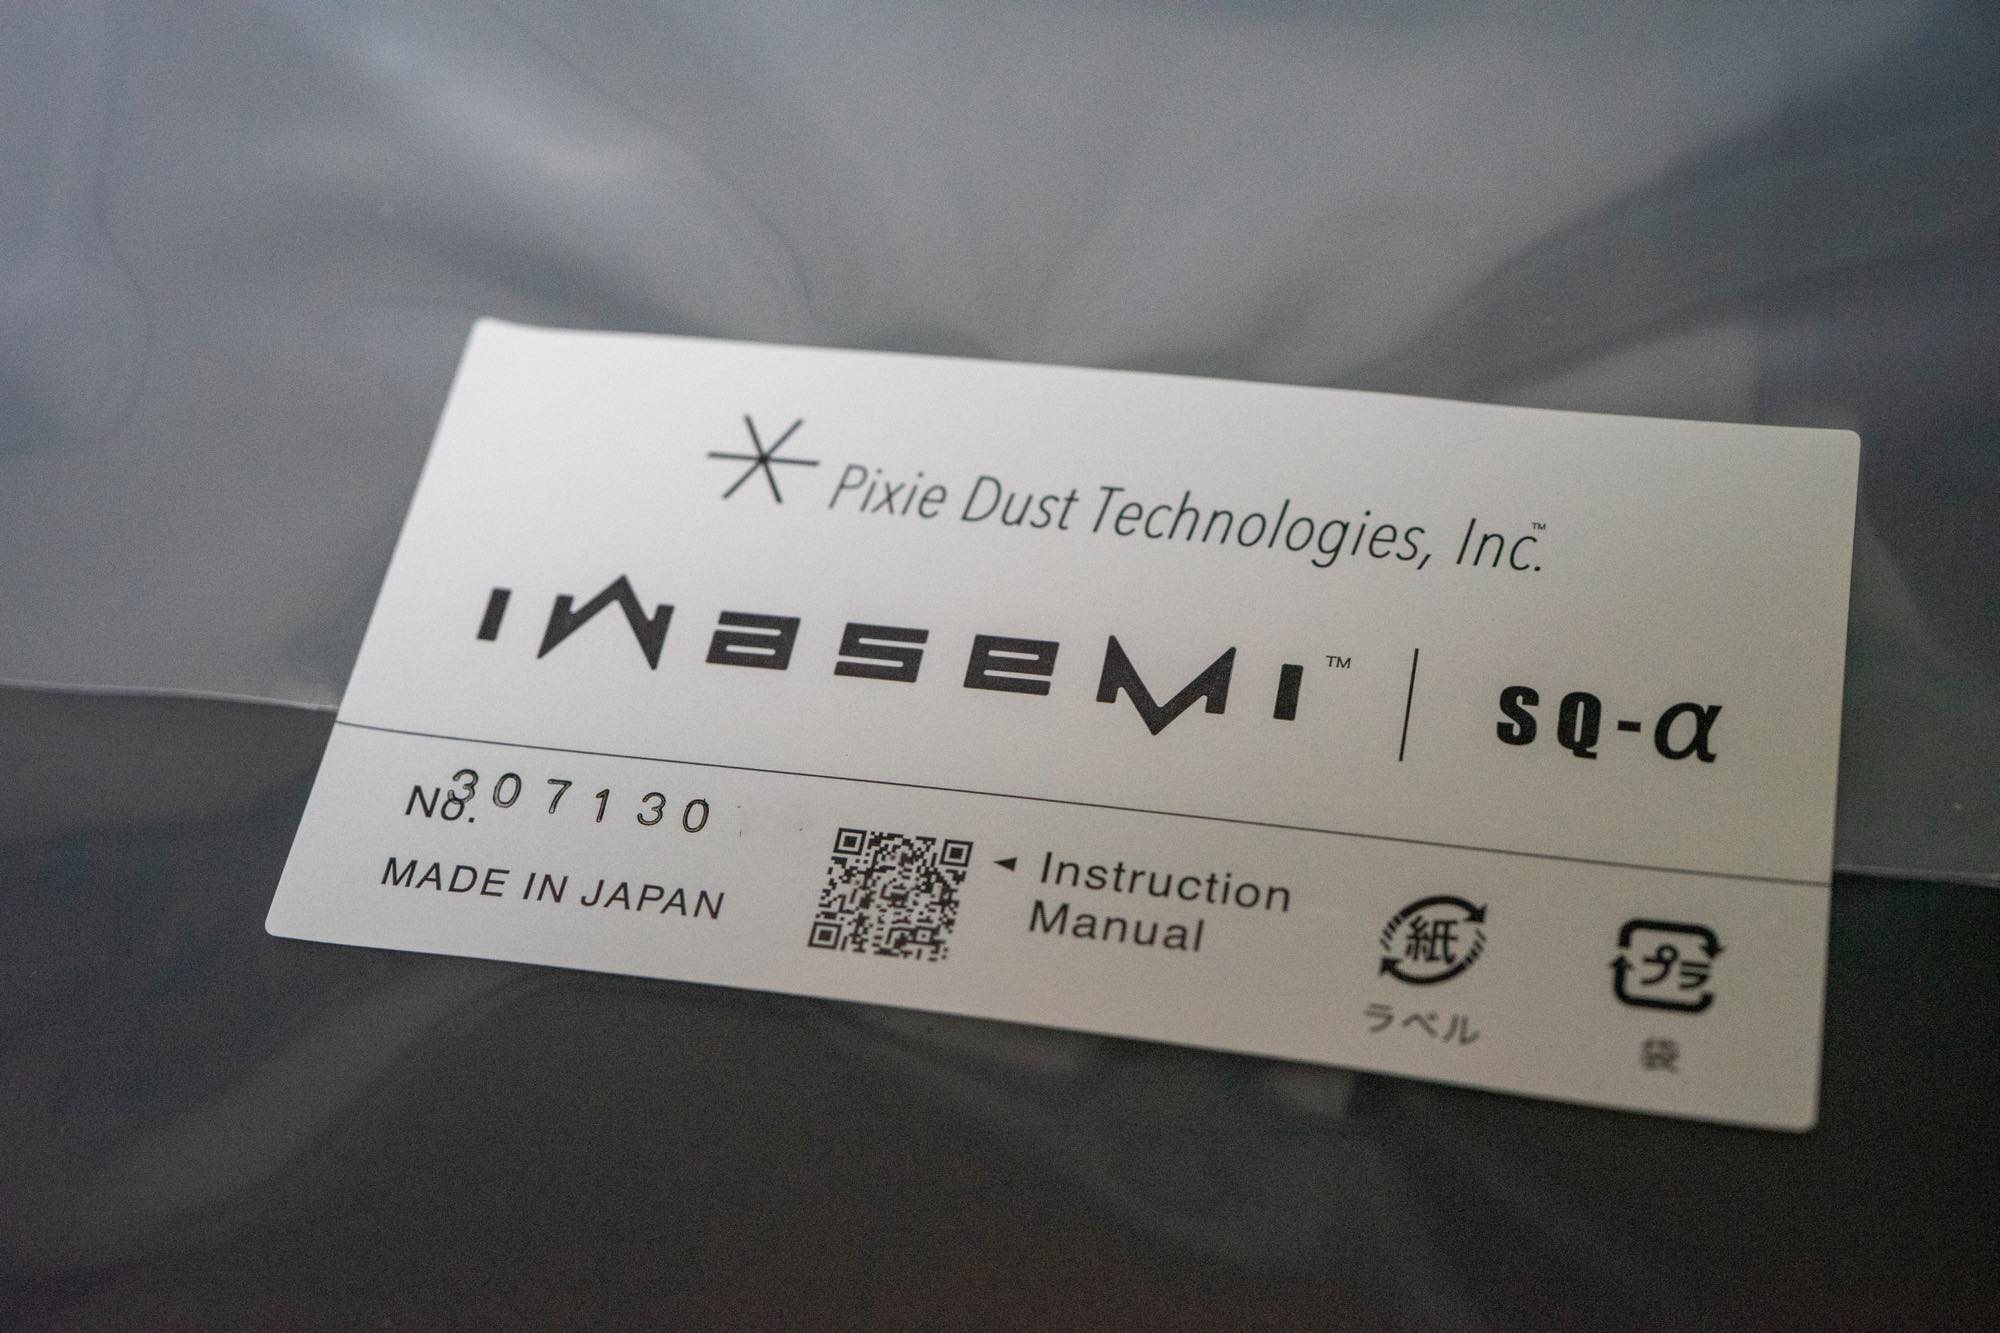 Pixie Dust Technologies, Inc.™
iwasemi™ | SQ-α
No. 307130
MADE IN JAPAN
◄ Instruction
Manual
紙
ラベル
プラ
袋